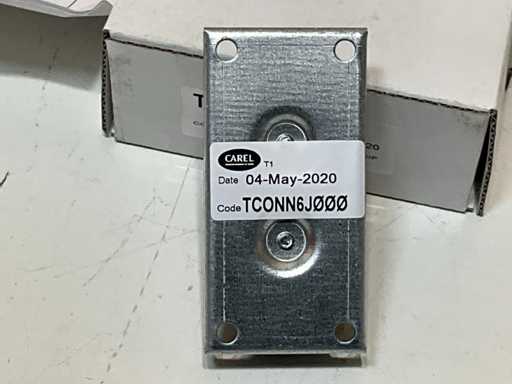 CAREL
T1
Date 04-May-2020
Code TCONN6JØØØ